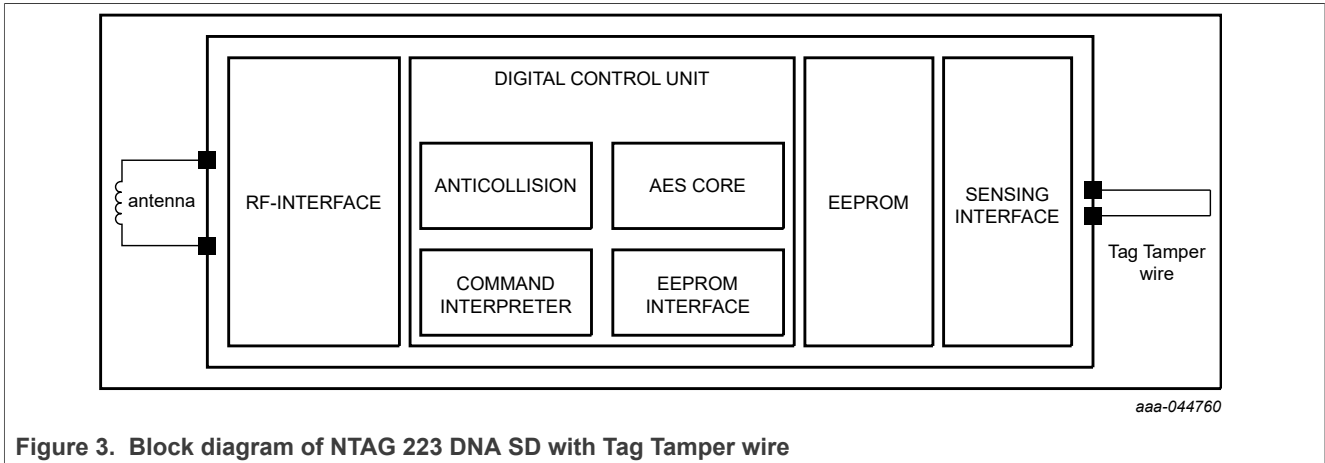 antenna
RF-INTERFACE
DIGITAL CONTROL UNIT
ANTICOLLISION
AES CORE
COMMAND
INTERPRETER
EEPROM
INTERFACE
EEPROM
SENSING
INTERFACE
Tag Tamper
wire
aaa-044760
Figure 3. Block diagram of NTAG 223 DNA SD with Tag Tamper wire